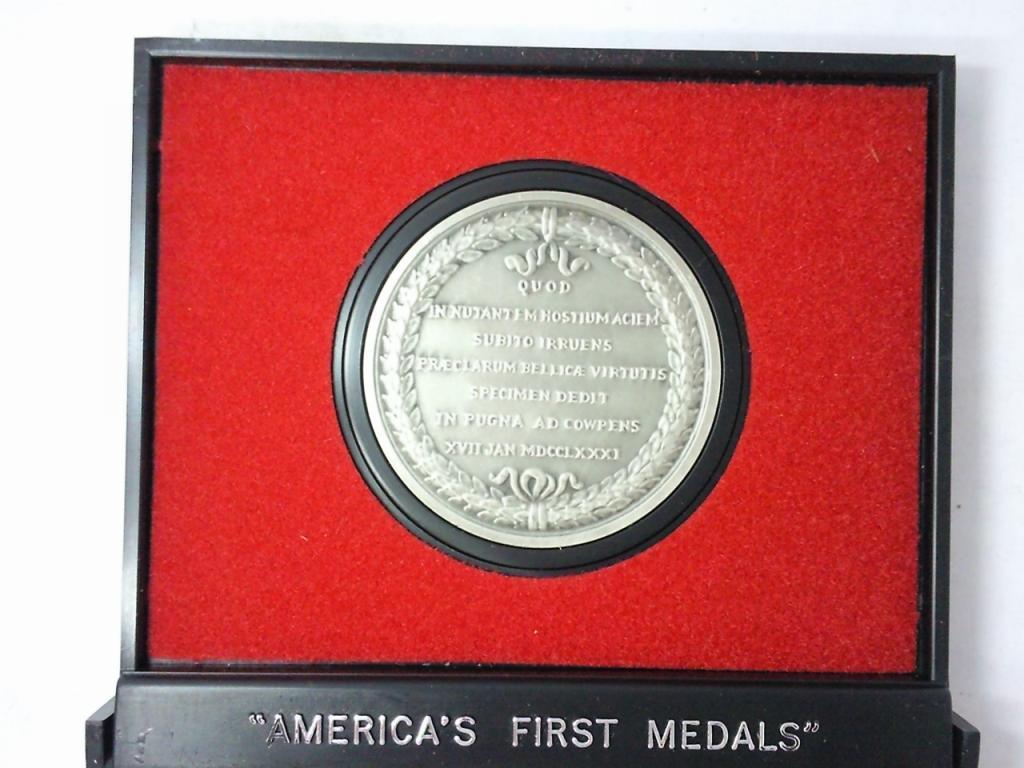 QUOD
IN NUTANTEM HOSTIUM ACIEM
SUBITO IRRUENS
PRÆCLARUM BELLICÆ VIRTUTIS
SPECIMEN DEDIT
IN PUGNA AD COWPENS
XVII JAN MDCCLXXXI
“AMERICA'S FIRST MEDALS”